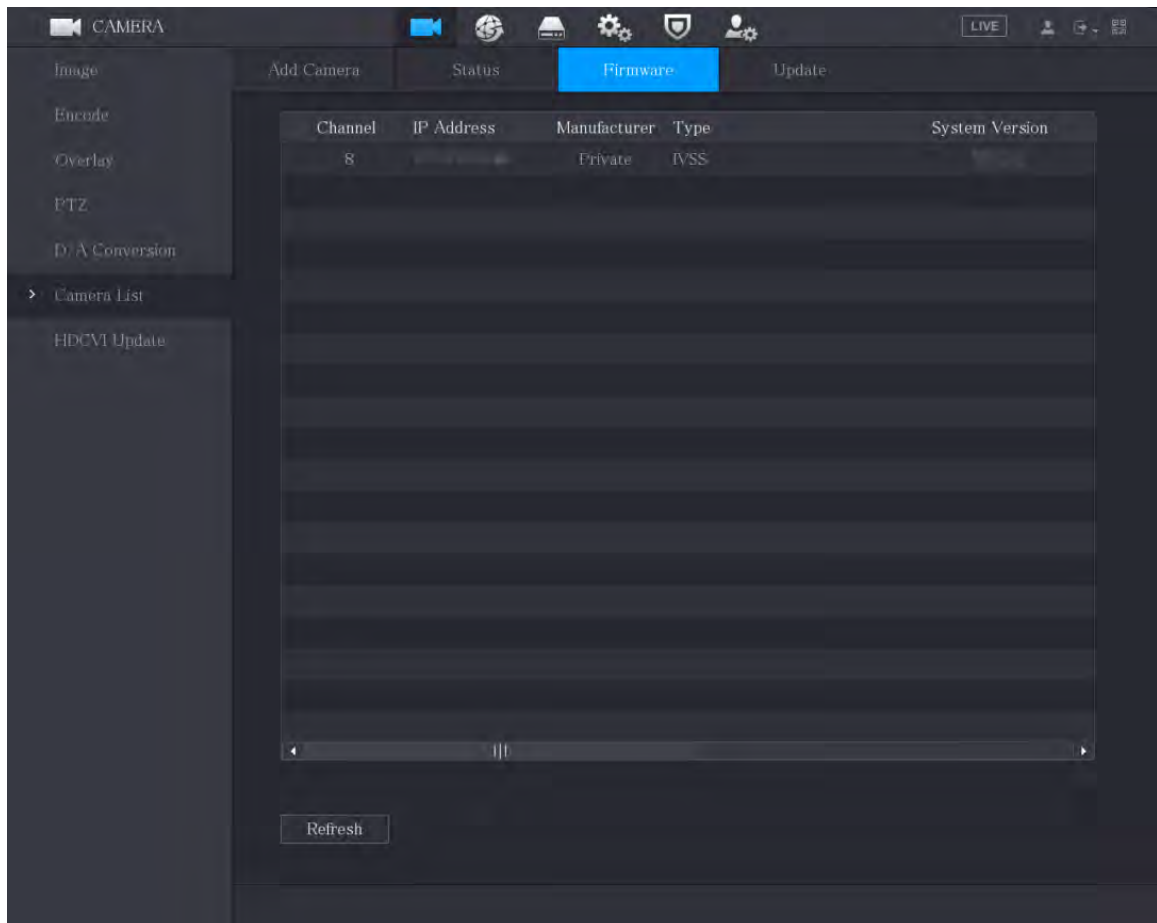 CAMERA
LIVE
Image
Add Camera
Status
Firmware
Update
Encode
Channel
IP Address
Manufacturer
Type
System Version
8
Private
IVSS
Overlay
PTZ
D/A Conversion
Camera List
HDCVI Update
Refresh